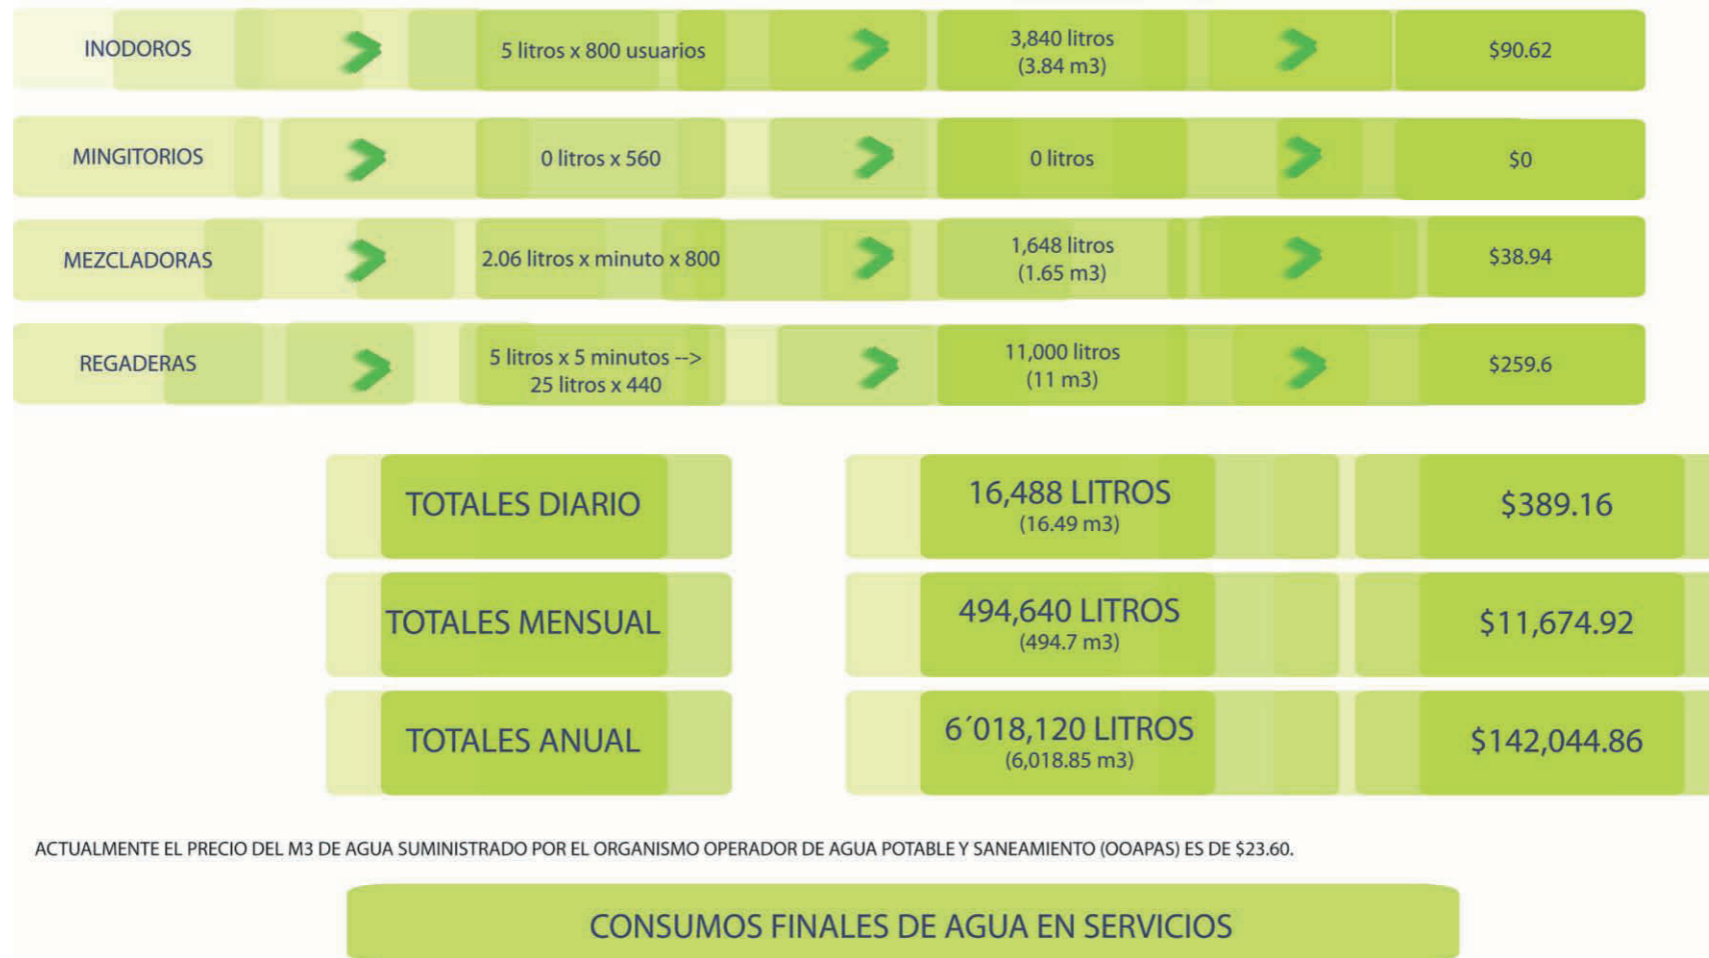 INODOROS
5 litros x 800 usuarios
3,840 litros
(3.84 m3)
$90.62
MINGITORIOS
0 litros x 560
0 litros
$0
MEZCLADORAS
2.06 litros x minuto x 800
1,648 litros
(1.65 m3)
$38.94
REGADERAS
5 litros x 5 minutos -->
25 litros x 440
11,000 litros
(11 m3)
$259.6
TOTALES DIARIO
16,488 LITROS
(16.49 m3)
$389.16
TOTALES MENSUAL
494,640 LITROS
(494.7 m3)
$11,674.92
TOTALES ANUAL
6´018,120 LITROS
(6,018.85 m3)
$142,044.86
ACTUALMENTE EL PRECIO DEL M3 DE AGUA SUMINISTRADO POR EL ORGANISMO OPERADOR DE AGUA POTABLE Y SANEAMIENTO (OOAPAS) ES DE $23.60.
CONSUMOS FINALES DE AGUA EN SERVICIOS